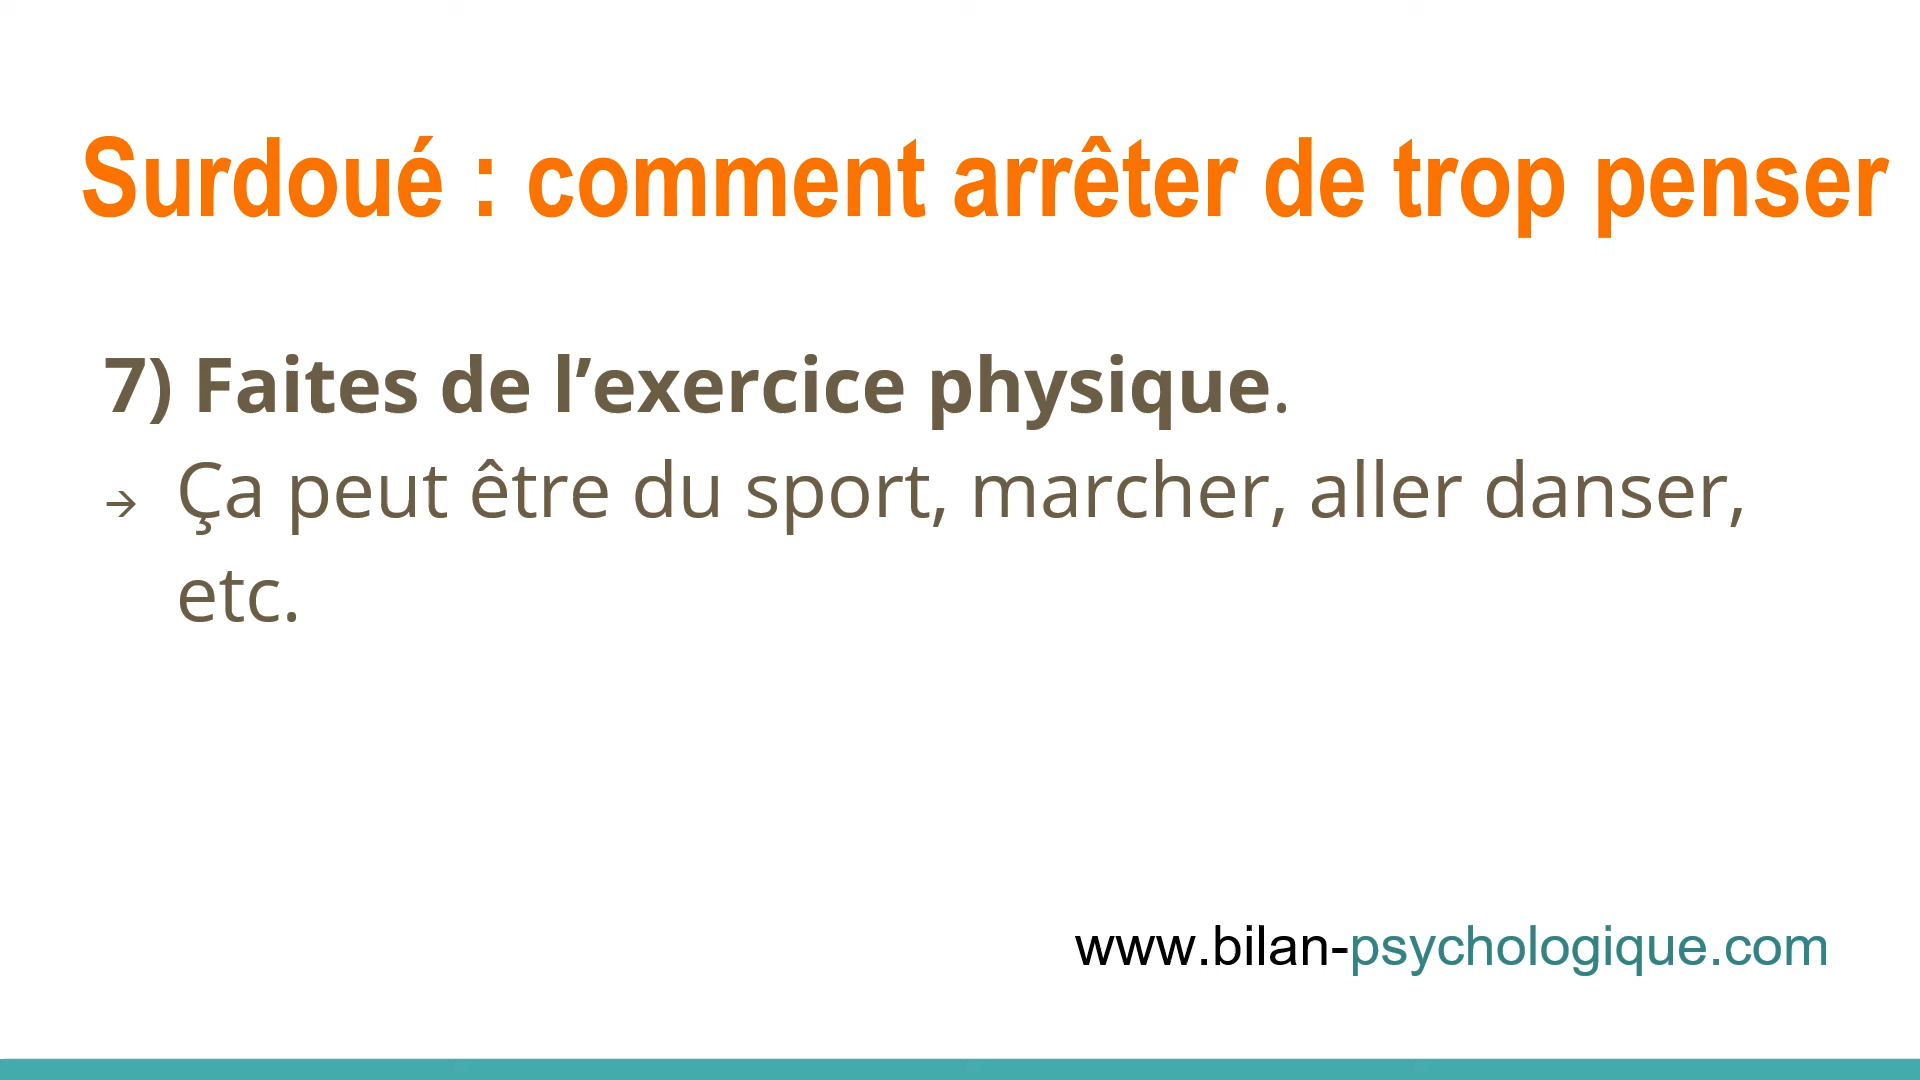 Surdoué : comment arrêter de trop penser
7) Faites de l’exercice physique.
→ Ça peut être du sport, marcher, aller danser,
etc.
www.bilan-psychologique.com